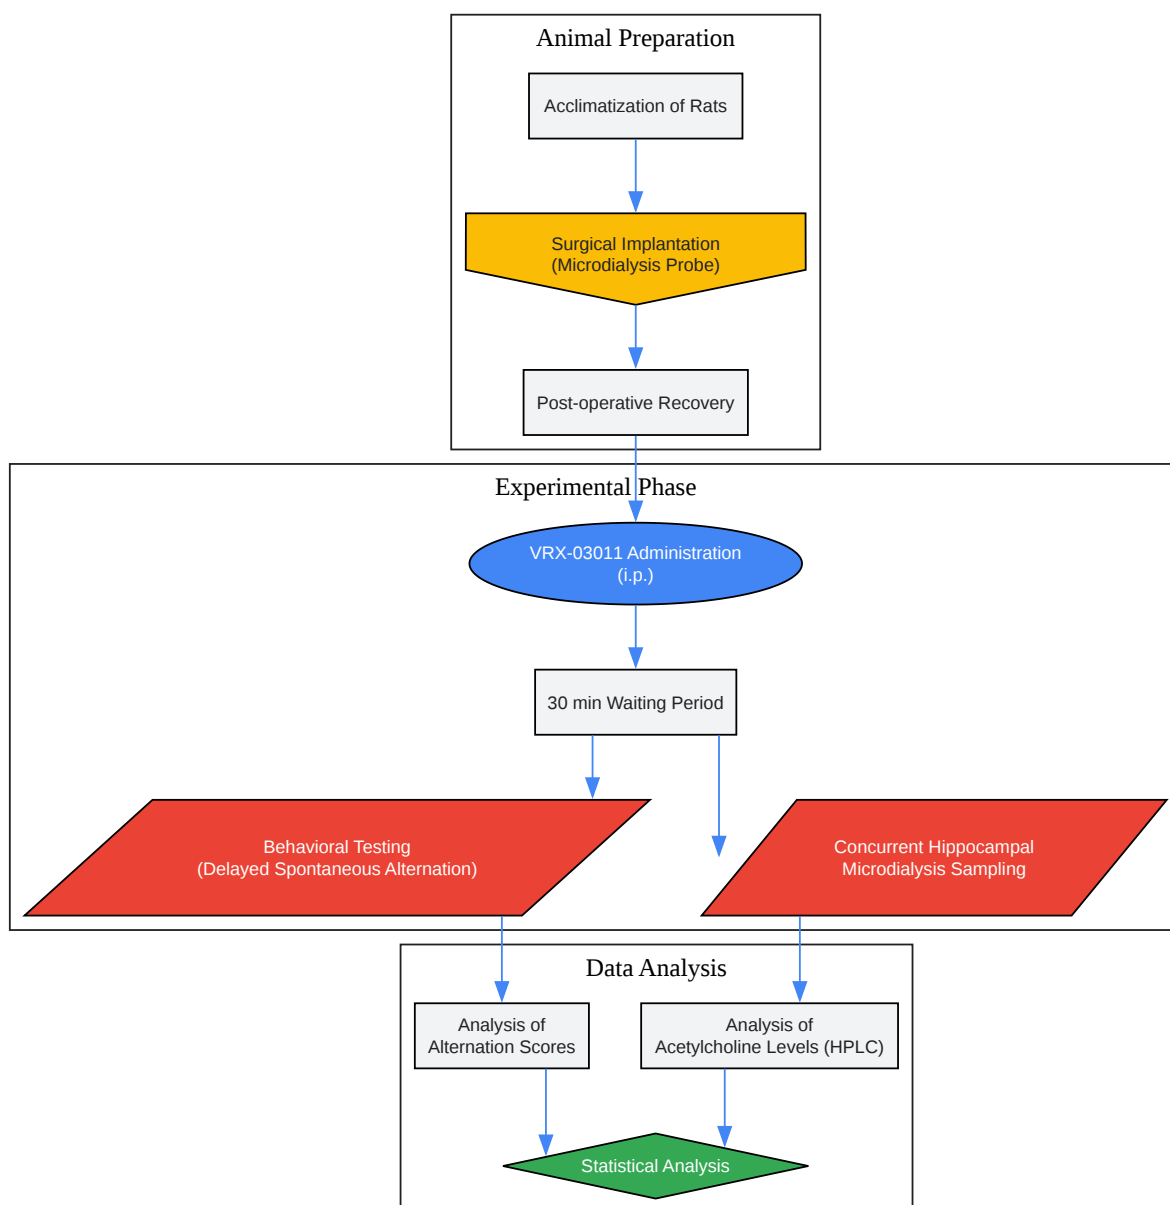 Animal Preparation
Acclimatization of Rats
Surgical Implantation
(Microdialysis Probe)
Post-operative Recovery
Experimental Phase
VRX-03011 Administration
(i.p.)
30 min Waiting Period
Behavioral Testing
(Delayed Spontaneous Alternation)
Concurrent Hippocampal
Microdialysis Sampling
Data Analysis
Analysis of
Alternation Scores
Analysis of
Acetylcholine Levels (HPLC)
Statistical Analysis